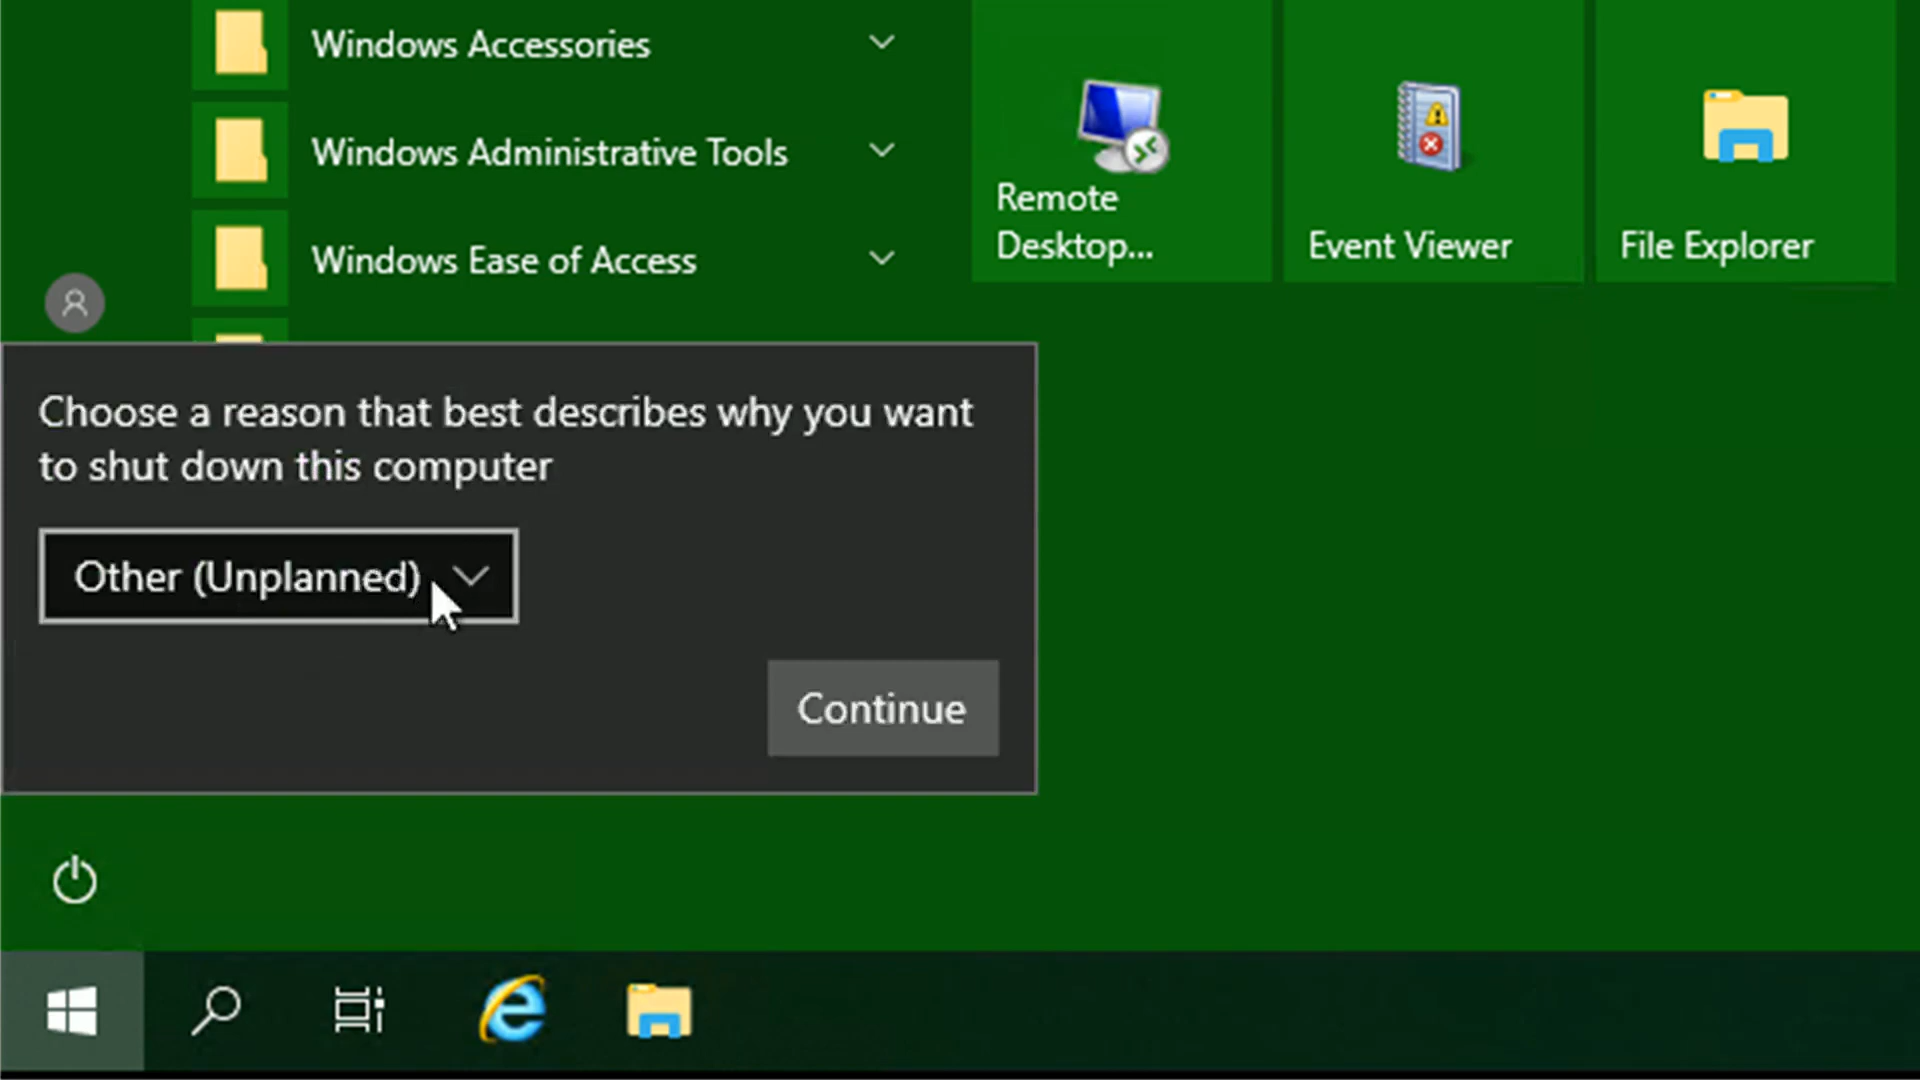 Windows Accessories
Windows Administrative Tools
Windows Ease of Access
Remote
Desktop...
Event Viewer
File Explorer
Choose a reason that best describes why you want
to shut down this computer
Other (Unplanned)
Continue